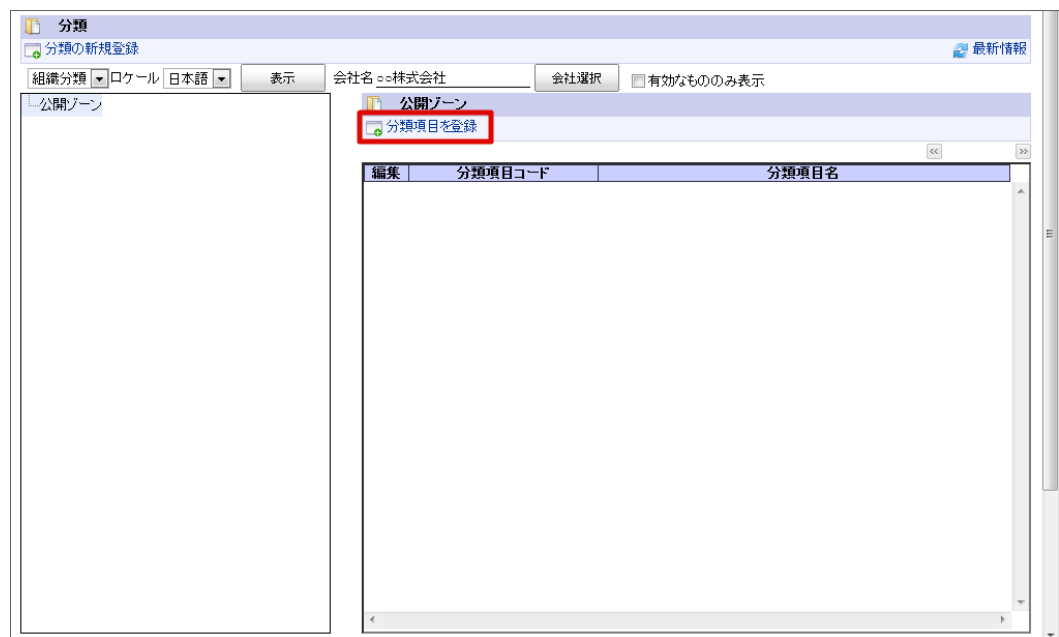 分類
分類の新規登録 最新情報
組織分類 ロケール 日本語 表示 会社名 ○○株式会社 会社選択 有効なもののみ表示
公開ゾーン
公開ゾーン
分類項目を登録
<< >>
編集 分類項目コード 分類項目名